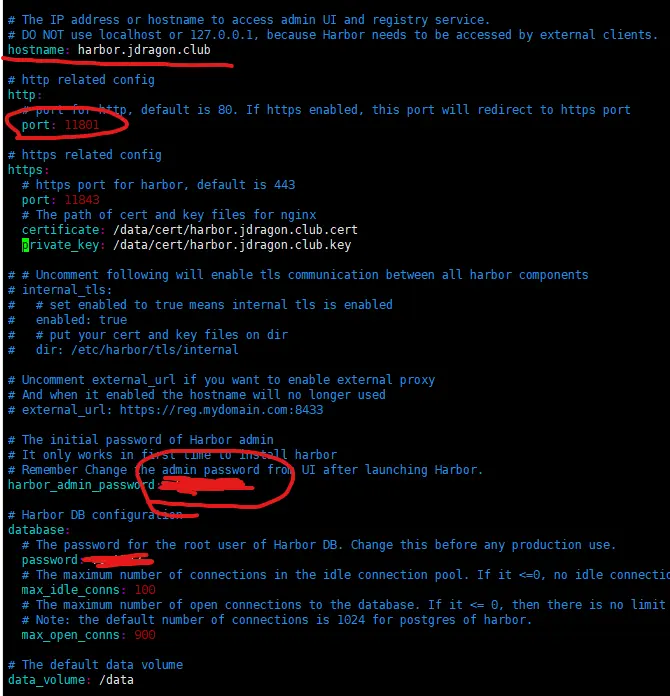 # The IP address or hostname to access admin UI and registry service.
# DO NOT use localhost or 127.0.0.1, because Harbor needs to be accessed by external clients.
hostname: harbor.jdragon.club
# http related config
http:
# port for http, default is 80. If https enabled, this port will redirect to https port
port: 11801
# https related config
https:
# https port for harbor, default is 443
port: 11843
# The path of cert and key files for nginx
certificate: /data/cert/harbor.jdragon.club.cert
private_key: /data/cert/harbor.jdragon.club.key
# # Uncomment following will enable tls communication between all harbor components
# internal_tls:
#   # set enabled to true means internal tls is enabled
#   enabled: true
#   # put your cert and key files on dir
#   dir: /etc/harbor/tls/internal
# Uncomment external_url if you want to enable external proxy
# And when it enabled the hostname will no longer used
# external_url: https://reg.mydomain.com:8433
# The initial password of Harbor admin
# It only works in first time to install harbor
# Remember Change the admin password from UI after launching Harbor.
harbor_admin_password:
# Harbor DB configuration
database:
# The password for the root user of Harbor DB. Change this before any production use.
password:
# The maximum number of connections in the idle connection pool. If it <=0, no idle connectio
max_idle_conns: 100
# The maximum number of open connections to the database. If it <= 0, then there is no limit
# Note: the default number of connections is 1024 for postgres of harbor.
max_open_conns: 900
# The default data volume
data_volume: /data